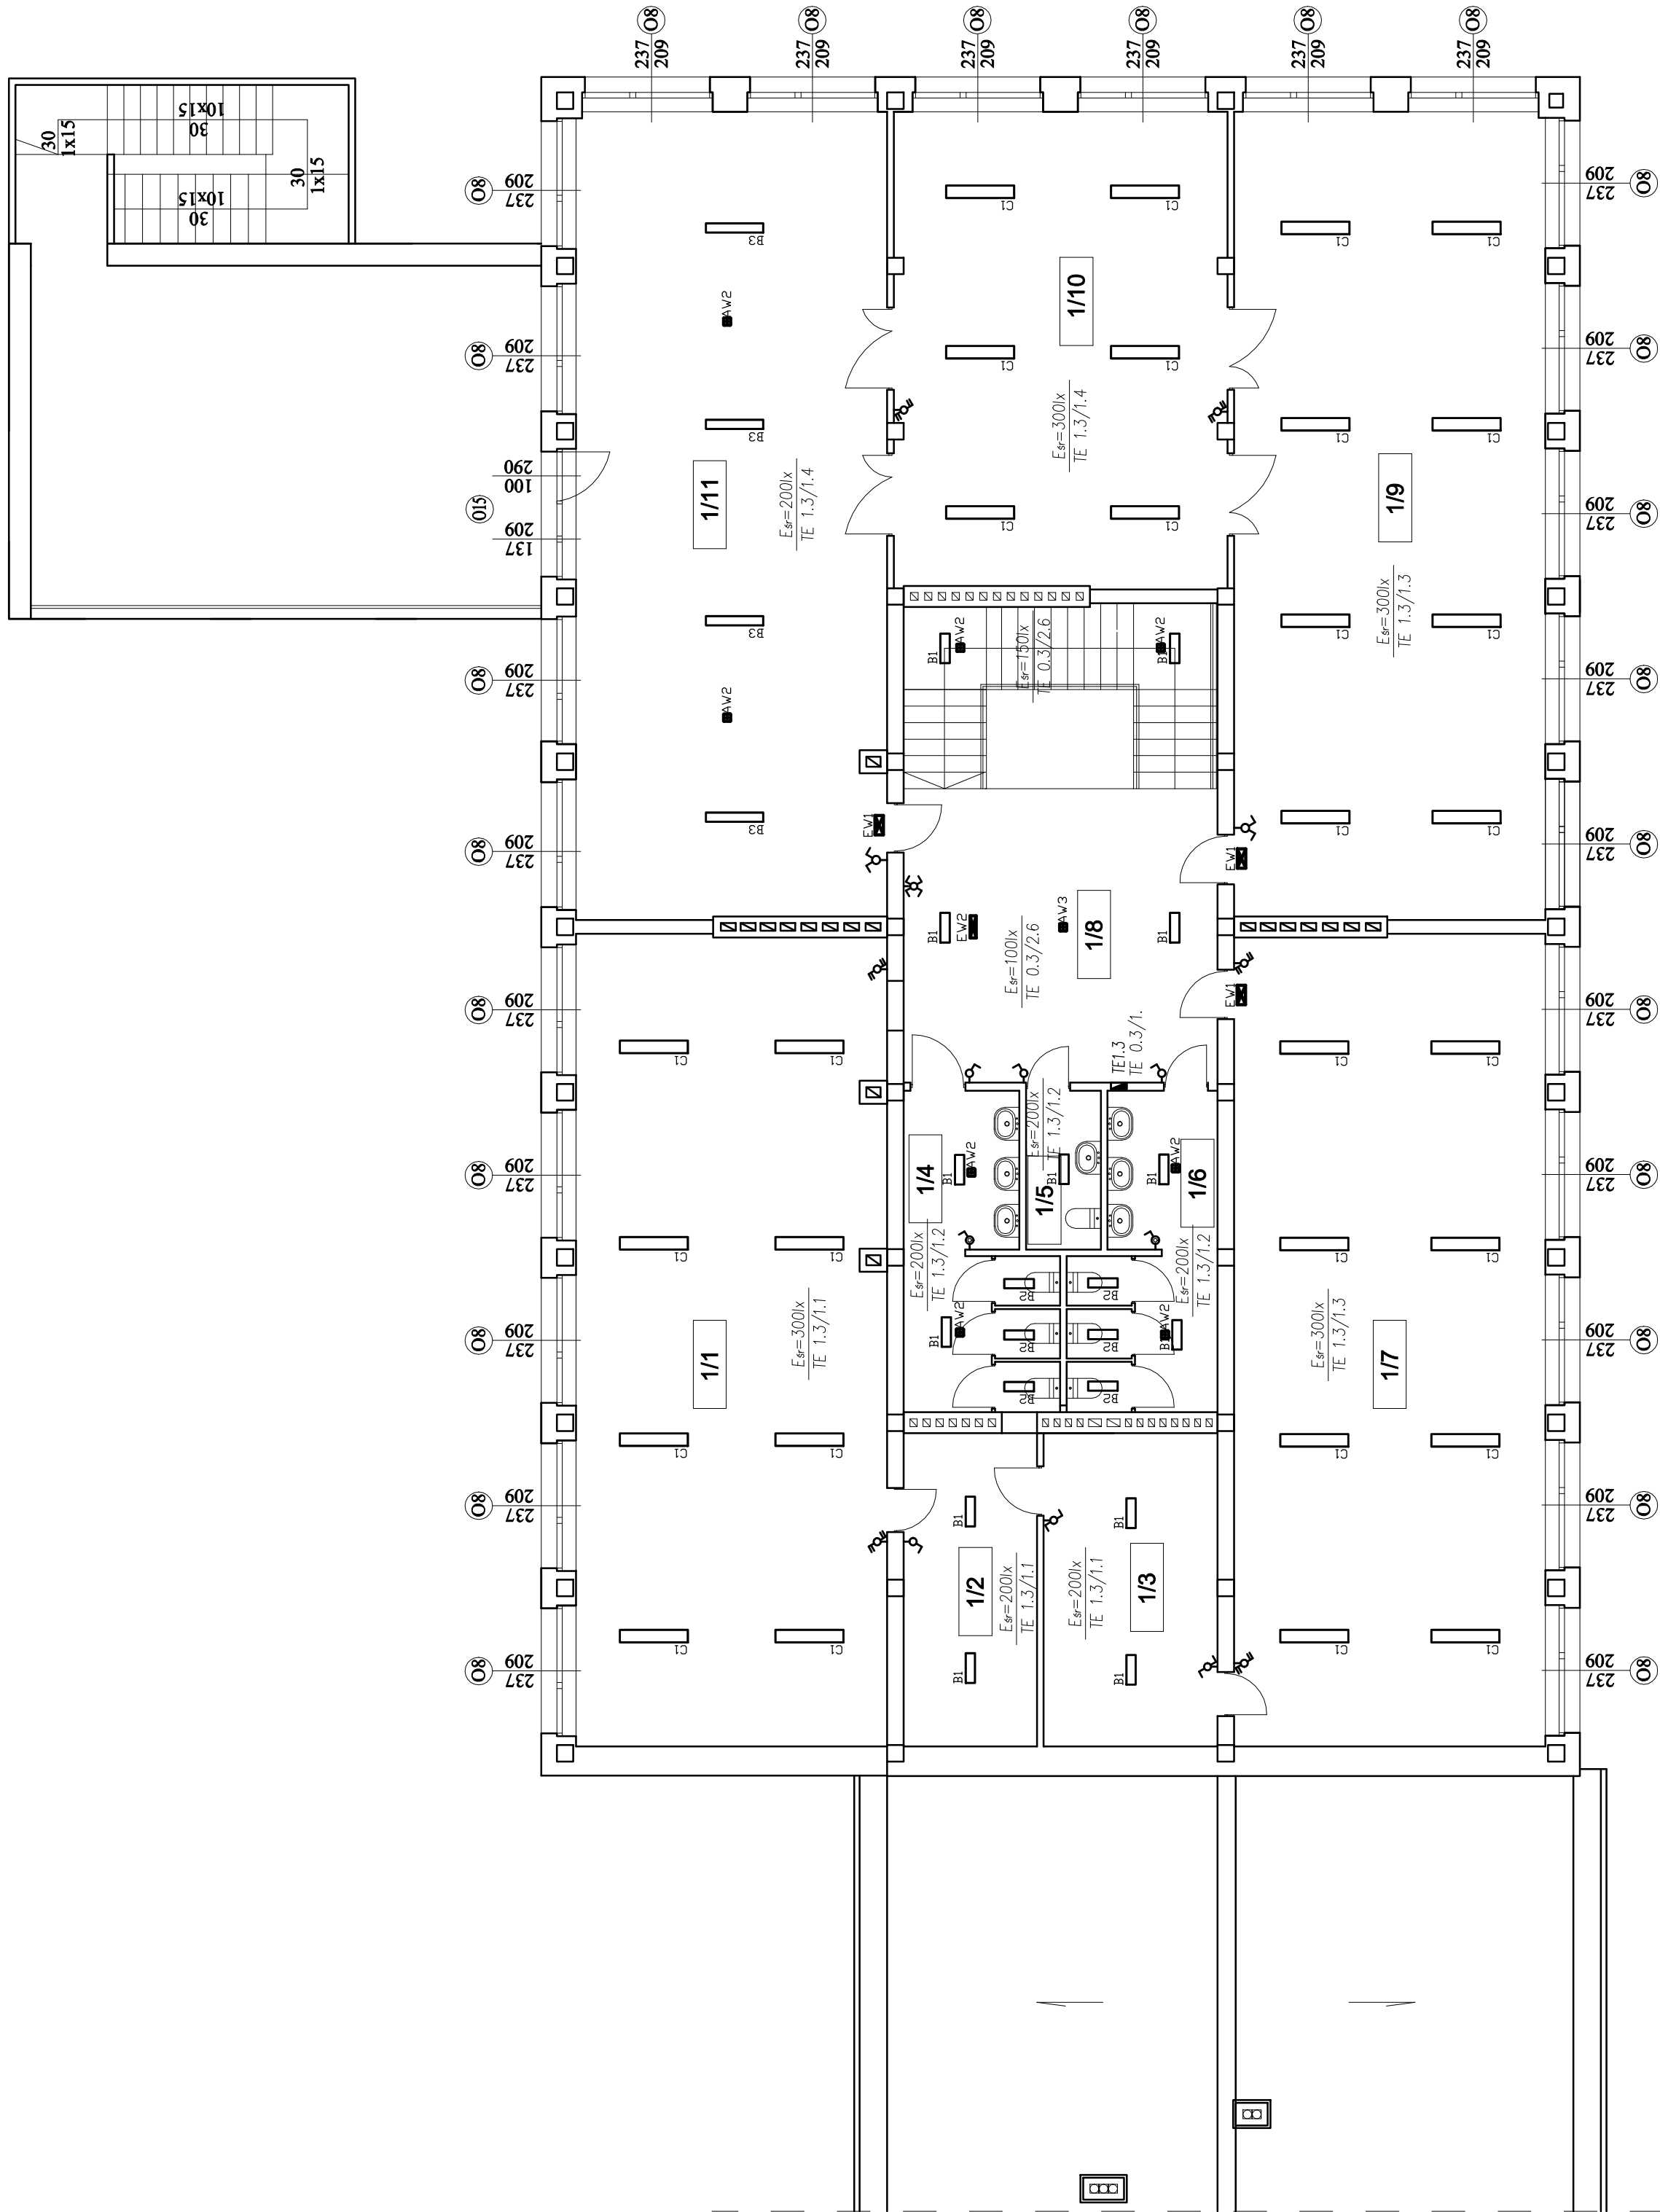 237
209
O8
237
209
O8
237
209
O8
237
209
O8
237
209
O8
237
209
O8
30
1x15
10x15
30
30
1x15
10x15
30
O8
209
237
O8
209
237
O15
290
100
209
137
O8
209
237
O8
209
237
O8
209
237
O8
209
237
O8
209
237
O8
209
237
O8
209
237
209
237
O8
209
237
O8
209
237
O8
209
237
O8
209
237
O8
209
237
O8
209
237
O8
209
237
O8
209
237
O8
209
237
O8
B3
AW2
B3
1/11
Eśr=200lx
TE 1.3/1.4
B3
AW2
B3
EW1
C1
C1
1/10
C1
C1
Eśr=300lx
TE 1.3/1.4
C1
C1
C1
C1
C1
C1
1/9
Eśr=300lx
TE 1.3/1.3
C1
C1
C1
C1
EW1
B1
AW2
Eśr=150lx
TE 0.3/2.6
B1
AW2
B1
EW2
AW3
1/8
B1
Eśr=100lx
TE 0.3/2.6
EW1
TE1.3
TE 0.3/1.
C1
C1
C1
C1
1/1
Eśr=300lx
TE 1.3/1.1
C1
C1
C1
C1
1/4
B1
AW2
Eśr=200lx
TE 1.3/1.2
B1
AW2
Eśr=200lx
TE 1.3/1.2
1/5
B1
B1
AW2
1/6
Eśr=200lx
TE 1.3/1.2
B1
AW2
B2
B2
B2
B2
B2
B2
C1
C1
C1
C1
Eśr=300lx
TE 1.3/1.3
1/7
C1
C1
C1
C1
B1
1/2
Eśr=200lx
TE 1.3/1.1
B1
B1
Eśr=200lx
TE 1.3/1.1
1/3
B1